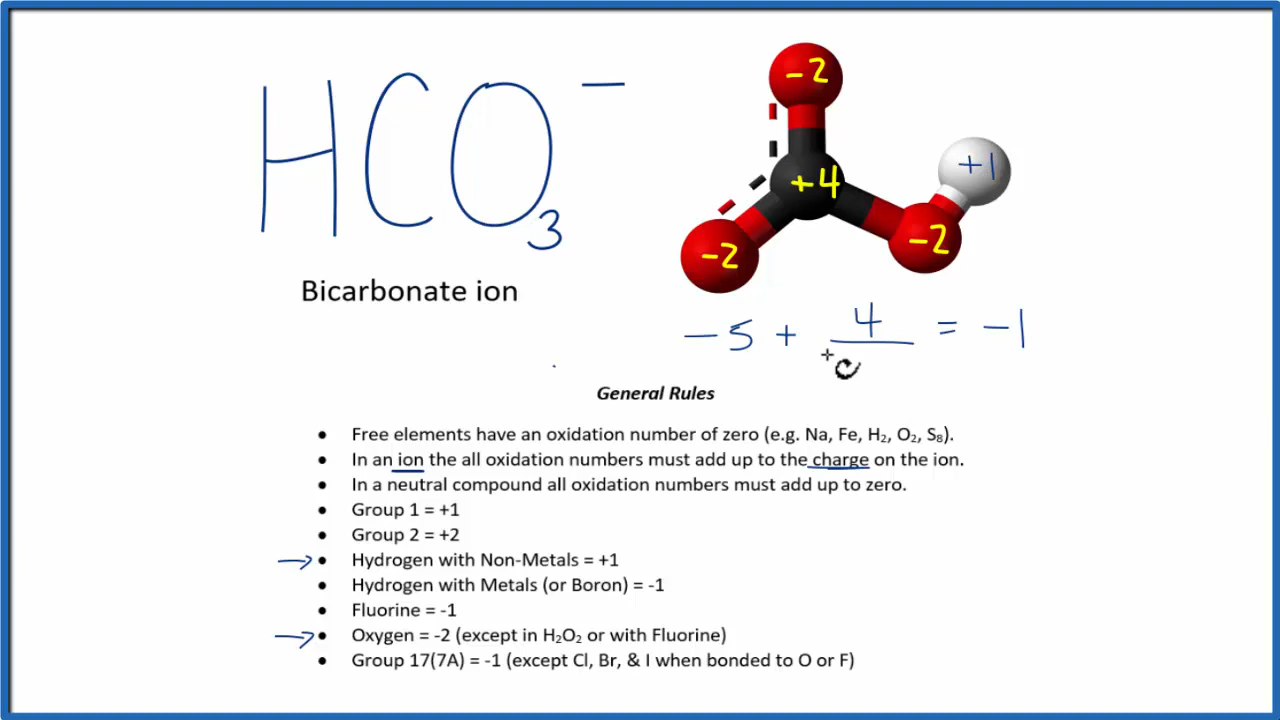 HCO₃⁻
-2
+4
+1
-2
-2
Bicarbonate ion
-5 + 4 = -1
General Rules
• Free elements have an oxidation number of zero (e.g. Na, Fe, H₂, O₂, S₈).
• In an ion the all oxidation numbers must add up to the charge on the ion.
• In a neutral compound all oxidation numbers must add up to zero.
• Group 1 = +1
• Group 2 = +2
→ • Hydrogen with Non-Metals = +1
• Hydrogen with Metals (or Boron) = -1
• Fluorine = -1
→ • Oxygen = -2 (except in H₂O₂ or with Fluorine)
• Group 17(7A) = -1 (except Cl, Br, & I when bonded to O or F)